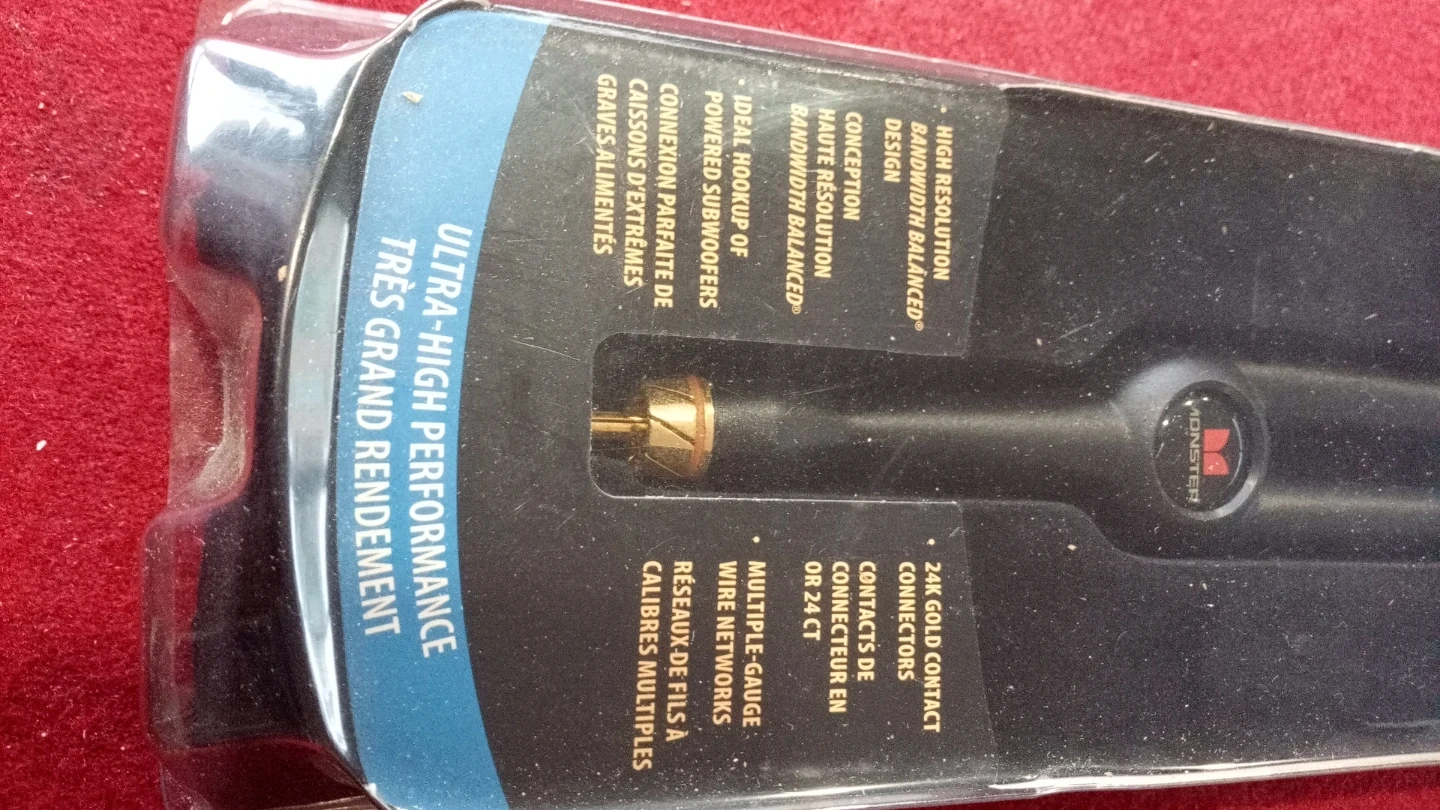 MONSTER
• HIGH RESOLUTION
BANDWIDTH BALANCED®
DESIGN
CONCEPTION
HAUTE RÉSOLUTION
BANDWIDTH BALANCED®
• IDEAL HOOKUP OF
POWERED SUBWOOFERS
CONNEXION PARFAITE DE
CAISSONS D'EXTRÊMES
GRAVES ALIMENTÉS
• 24K GOLD CONTACT
CONNECTORS
CONTACTS DE
CONNECTEUR EN
OR 24 CT
• MULTIPLE-GAUGE
WIRE NETWORKS
RÉSEAUX DE FILS À
CALIBRES MULTIPLES
ULTRA-HIGH PERFORMANCE
TRÈS GRAND RENDEMENT